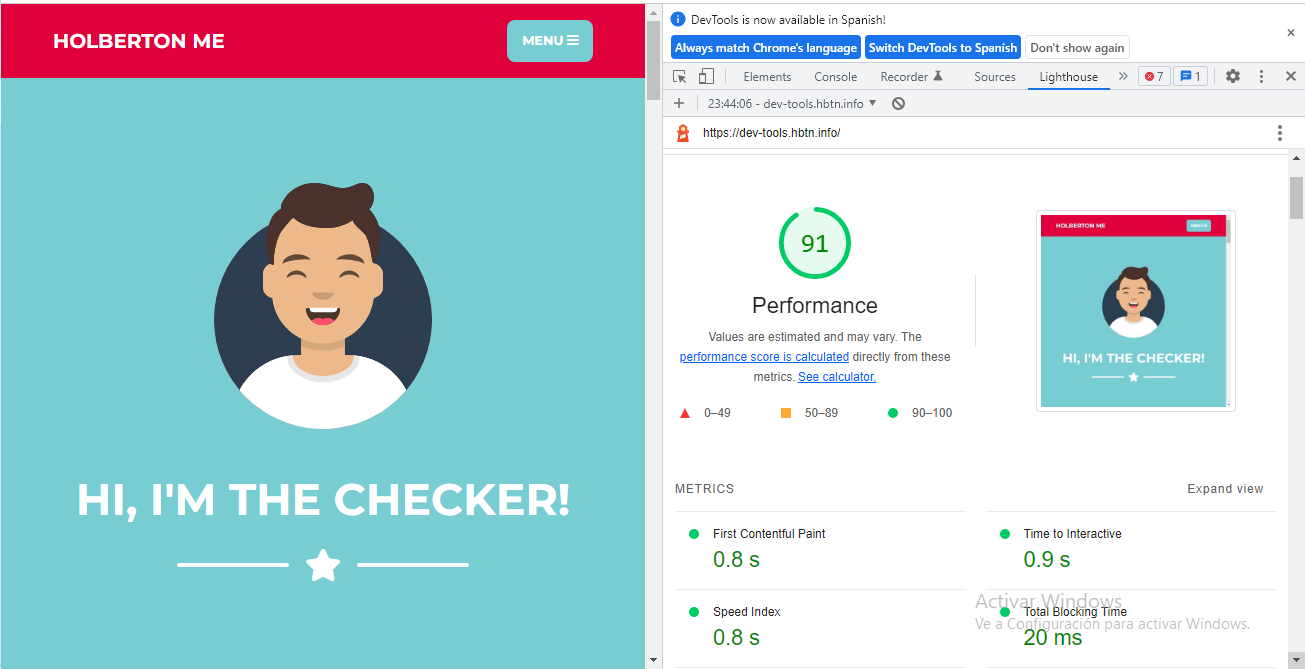 HOLBERTON ME
MENU
HI, I'M THE CHECKER!
DevTools is now available in Spanish!
Always match Chrome's language
Switch DevTools to Spanish
Don't show again
Elements
Console
Recorder
Sources
Lighthouse
7
1
23:44:06 - dev-tools.hbtn.info
https://dev-tools.hbtn.info/
91
Performance
Values are estimated and may vary. The
performance score is calculated directly from these
metrics. See calculator.
0–49
50–89
90–100
HOLBERTON ME
MENU
HI, I'M THE CHECKER!
METRICS
Expand view
First Contentful Paint
0.8 s
Time to Interactive
0.9 s
Speed Index
0.8 s
Total Blocking Time
20 ms
Activar Windows
Ve a Configuración para activar Windows.